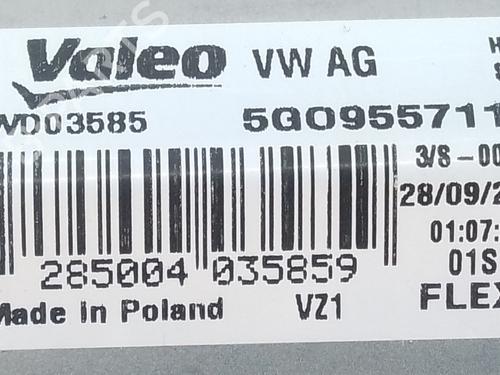 Valeo VW AG H
WD03585 5G0955711
3/8-00
28/09/2
01:07:
285004 035859 01S
Made in Poland VZ1 FLEX